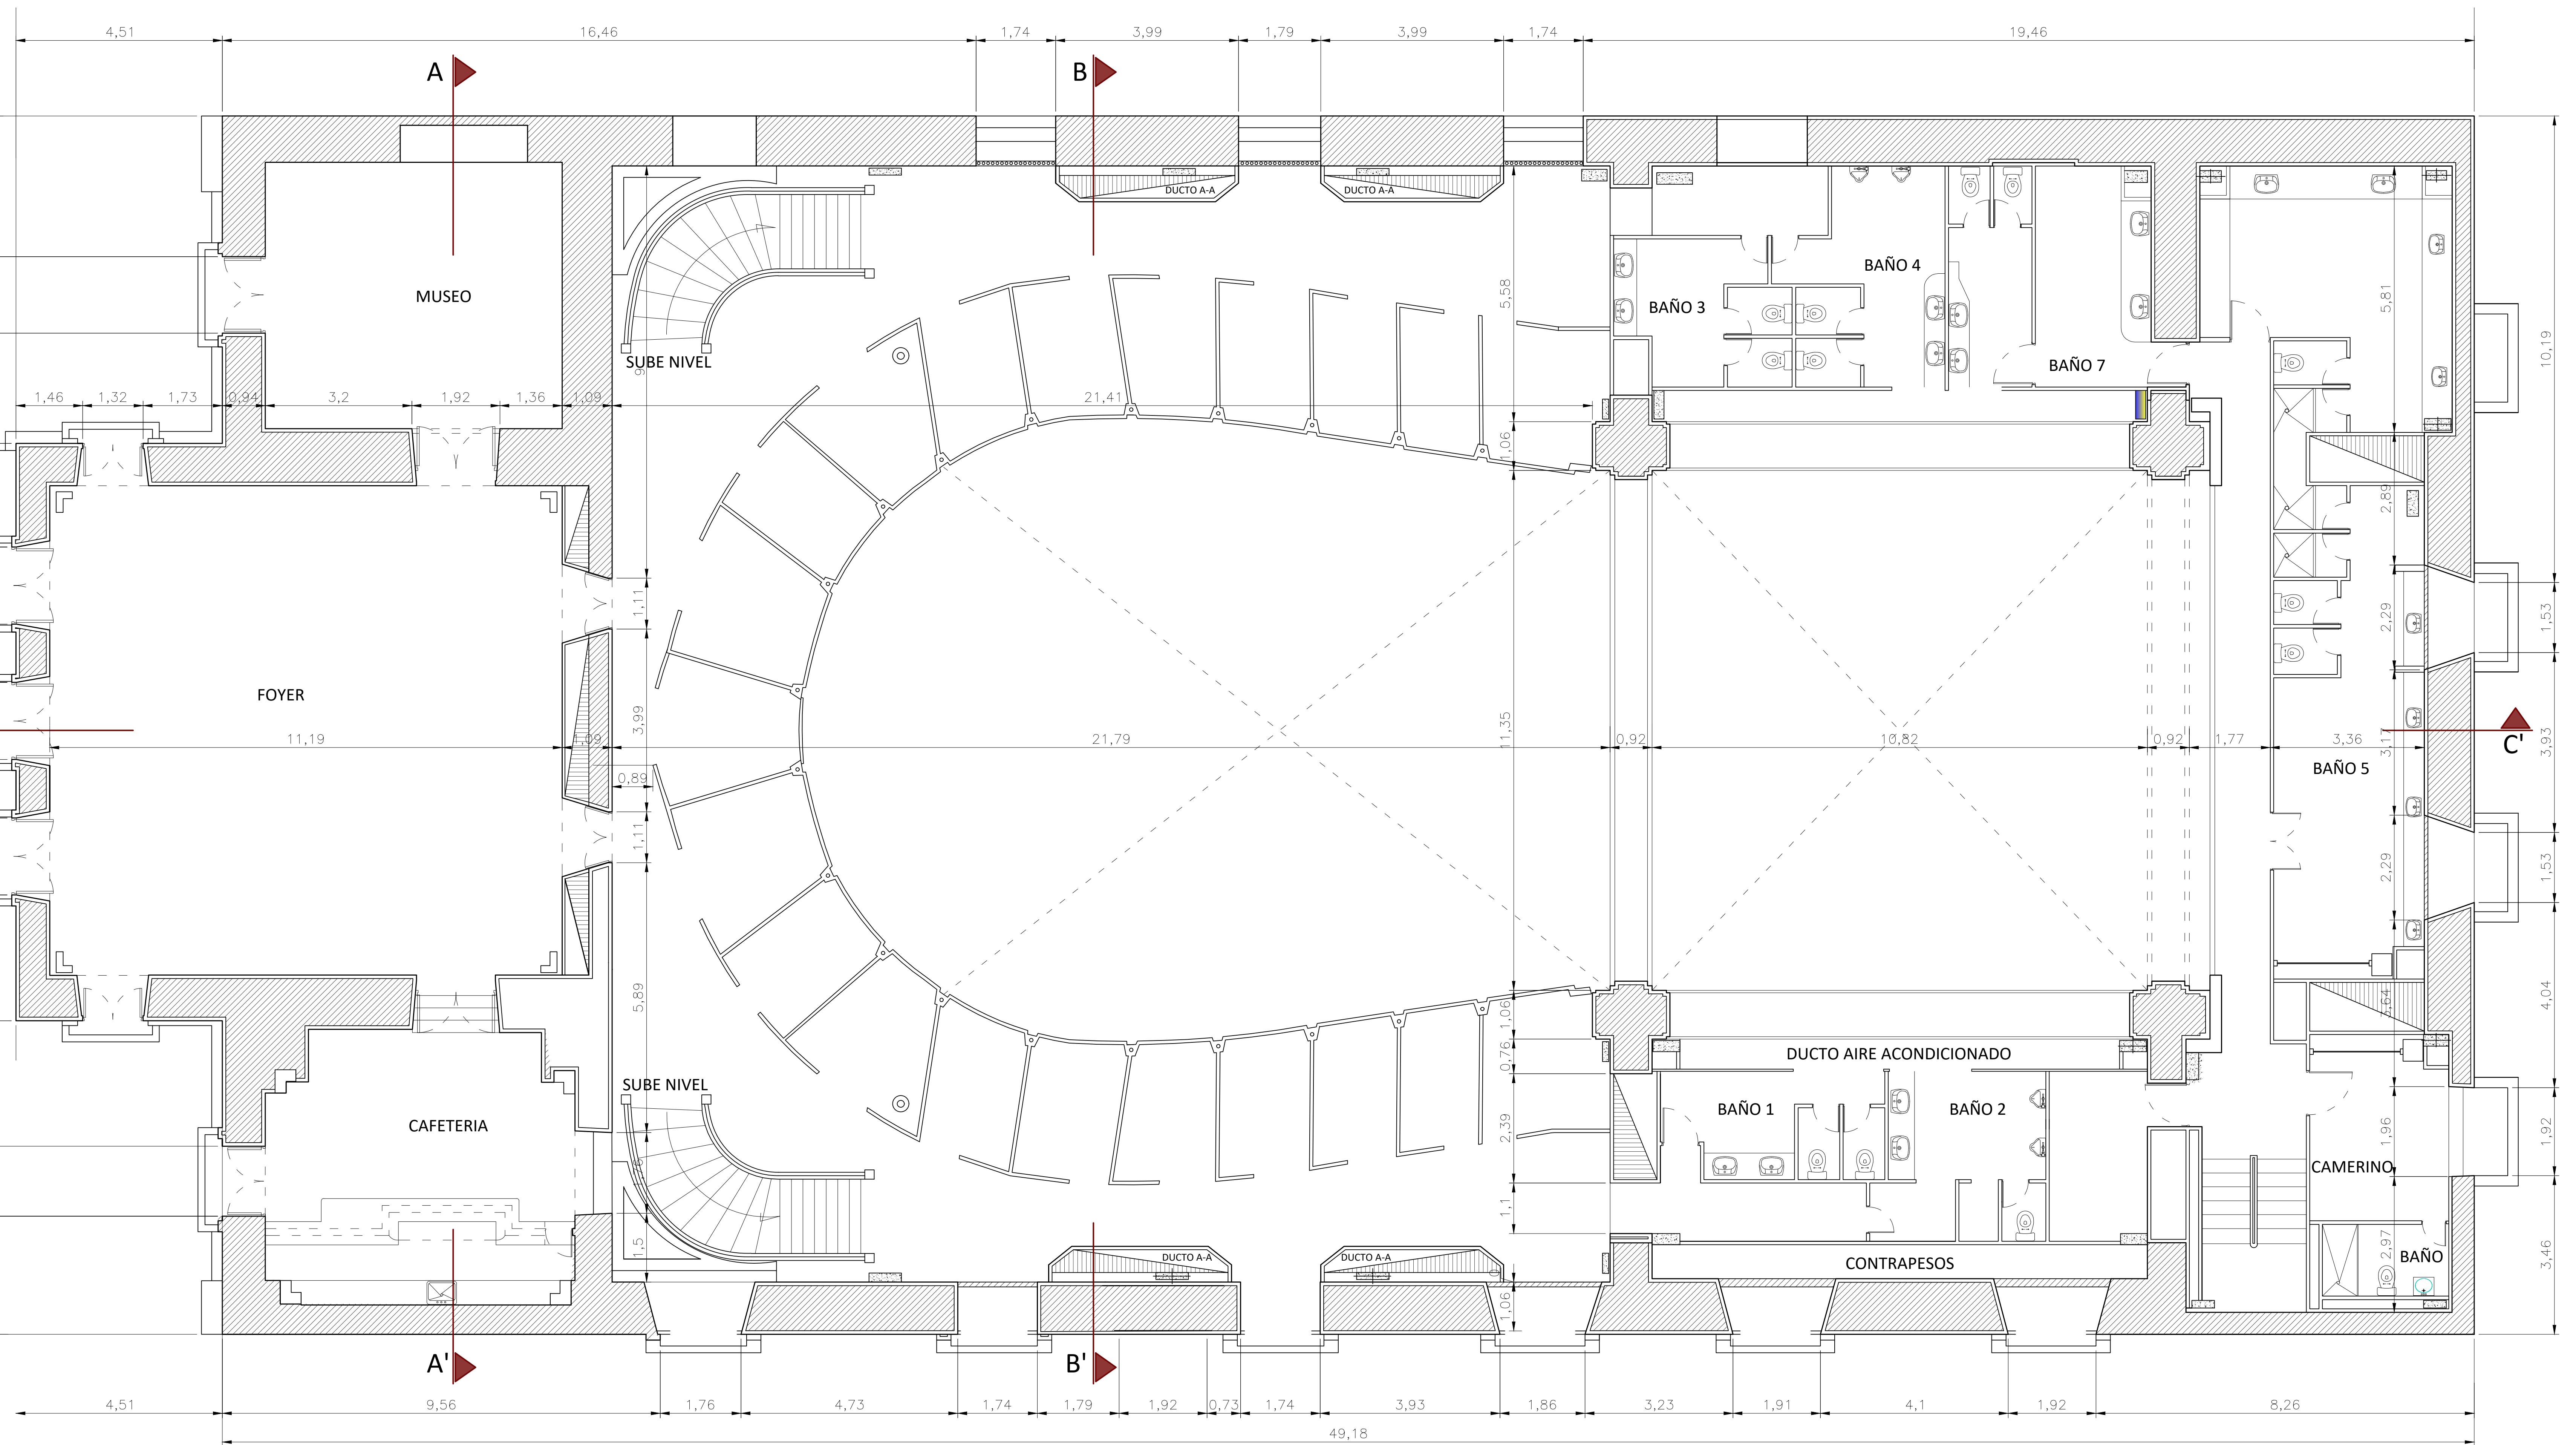 4,51 16,46 1,74 3,99 1,79 3,99 1,74 19,46
A B
DUCTO A-A DUCTO A-A
BAÑO 4
MUSEO
BAÑO 3
5,58
5,81
10,19
SUBE NIVEL
9
BAÑO 7
1,46 1,32 1,73 0,94 3,2 1,92 1,36 1,09 21,41
1,06
2,89
1,11
2,29
1,53
FOYER
3,99
11,35
3,17
3,93
11,19 1,09 21,79 0,92 10,82 0,92 1,77 3,36
C'
BAÑO 5
0,89
1,11
2,29
1,53
5,89
1,06
4,04
0,76
DUCTO AIRE ACONDICIONADO
SUBE NIVEL
BAÑO 1 BAÑO 2
CAFETERIA
2,39
1,96
1,92
CAMERINO
1,1
1,5
2,97
3,46
DUCTO A-A DUCTO A-A
CONTRAPESOS
BAÑO
1,06
A' B'
4,51 9,56 1,76 4,73 1,74 1,79 1,92 0,73 1,74 3,93 1,86 3,23 1,91 4,1 1,92 8,26
49,18